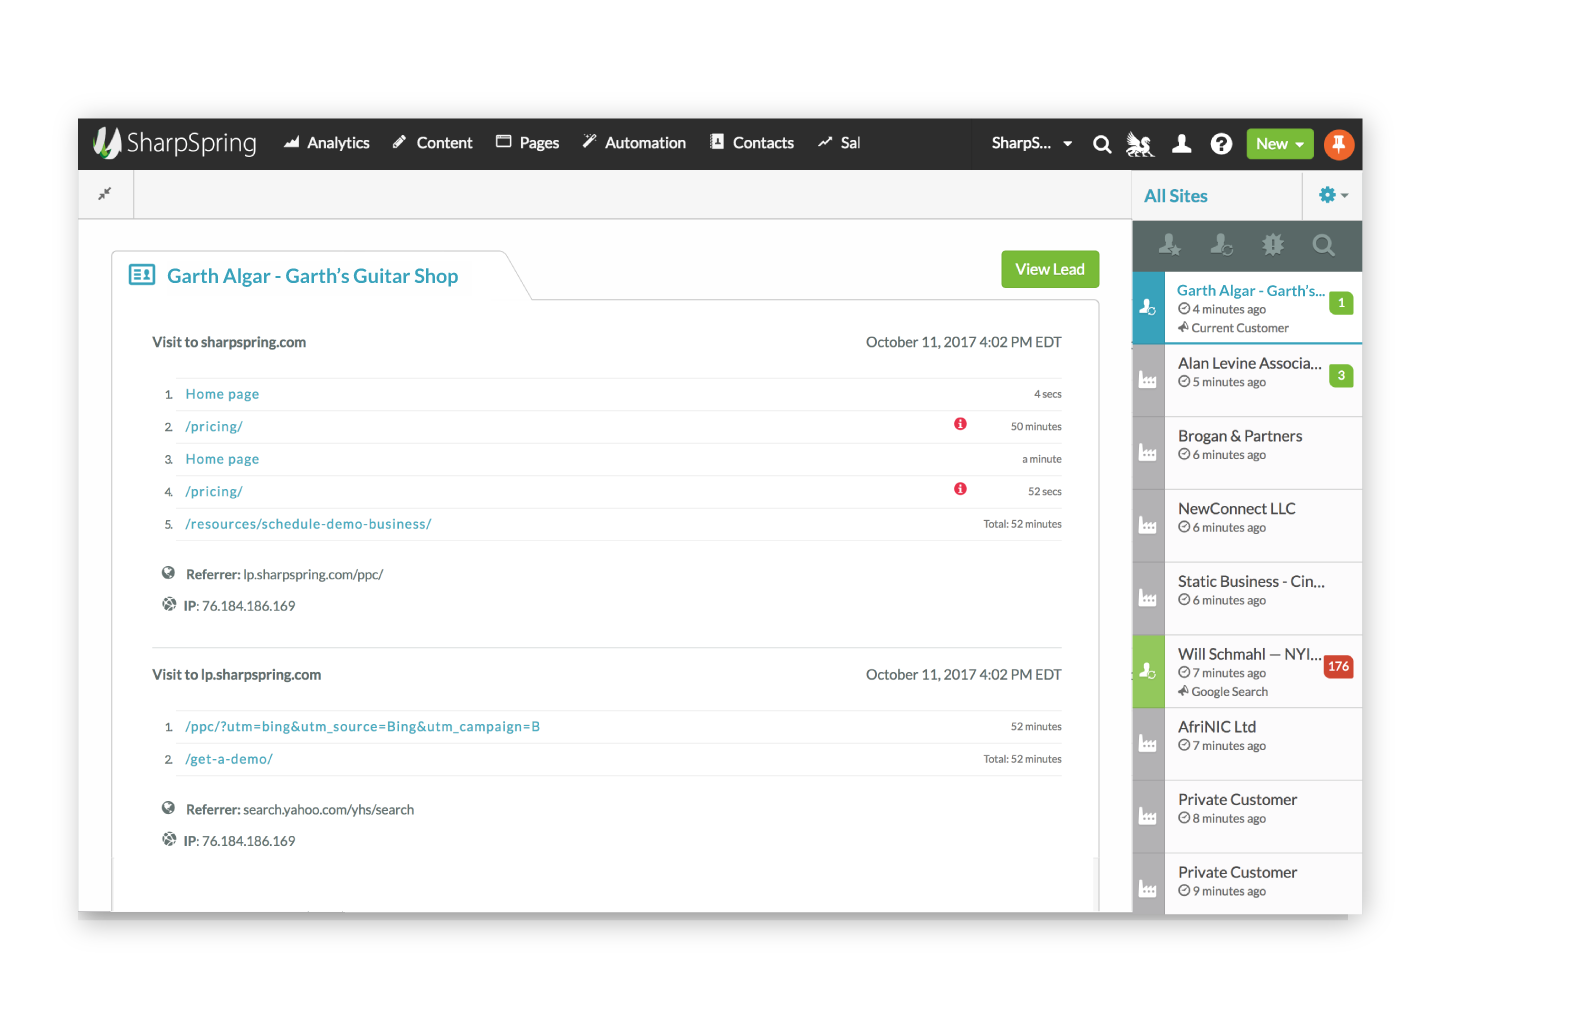 SharpSpring Analytics Content Pages Automation Contacts Sal SharpS... New
All Sites
Garth Algar - Garth’s Guitar Shop
View Lead
Visit to sharpspring.com October 11, 2017 4:02 PM EDT
1. Home page 4 secs
2. /pricing/ 50 minutes
3. Home page a minute
4. /pricing/ 52 secs
5. /resources/schedule-demo-business/ Total: 52 minutes
Referrer: lp.sharpspring.com/ppc/
IP: 76.184.186.169
Visit to lp.sharpspring.com October 11, 2017 4:02 PM EDT
1. /ppc/?utm=bing&utm_source=Bing&utm_campaign=B 52 minutes
2. /get-a-demo/ Total: 52 minutes
Referrer: search.yahoo.com/yhs/search
IP: 76.184.186.169
Garth Algar - Garth’s... 1
4 minutes ago
Current Customer
Alan Levine Associa... 3
5 minutes ago
Brogan & Partners
6 minutes ago
NewConnect LLC
6 minutes ago
Static Business - Cin...
6 minutes ago
Will Schmahl — NYI... 176
7 minutes ago
Google Search
AfriNIC Ltd
7 minutes ago
Private Customer
8 minutes ago
Private Customer
9 minutes ago